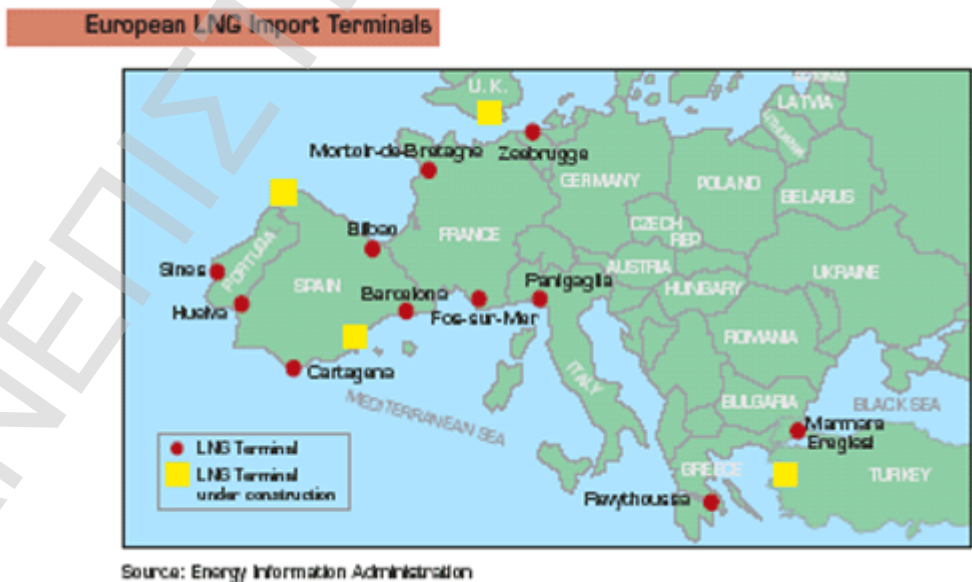 European LNG Import Terminals
U. K.
LATVIA
LITHUANIA
Montoir-de-Bretagne
Zeebrugge
GERMANY
POLAND
BELARUS
CZECH
REP
Bilbao
FRANCE
PORTUGA
Sines
AUSTRIA
UKRAINE
SPAIN
Barcelona
Panigaglia
HUNGARY
Huelva
Fos-sur-Mer
ROMANIA
ITALY
Cartagena
MEDITERRANEAN SEA
BULGARIA
BLACK SEA
Marmara
Ereglesi
LNG Terminal
LNG Terminal
under construction
GREECE
TURKEY
Revythoussa
Source: Energy Information Administration